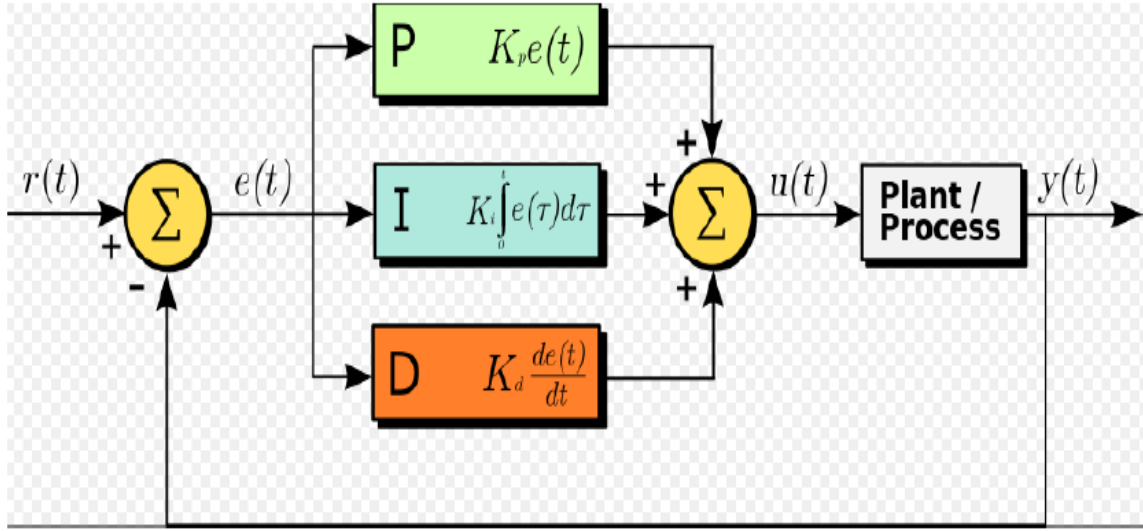 P K_p e(t)
r(t)
+
-
Σ
e(t)
I K_i ∫_0^t e(τ)dτ
D K_d de(t)/dt
+
+
+
Σ
u(t)
Plant /
Process
y(t)